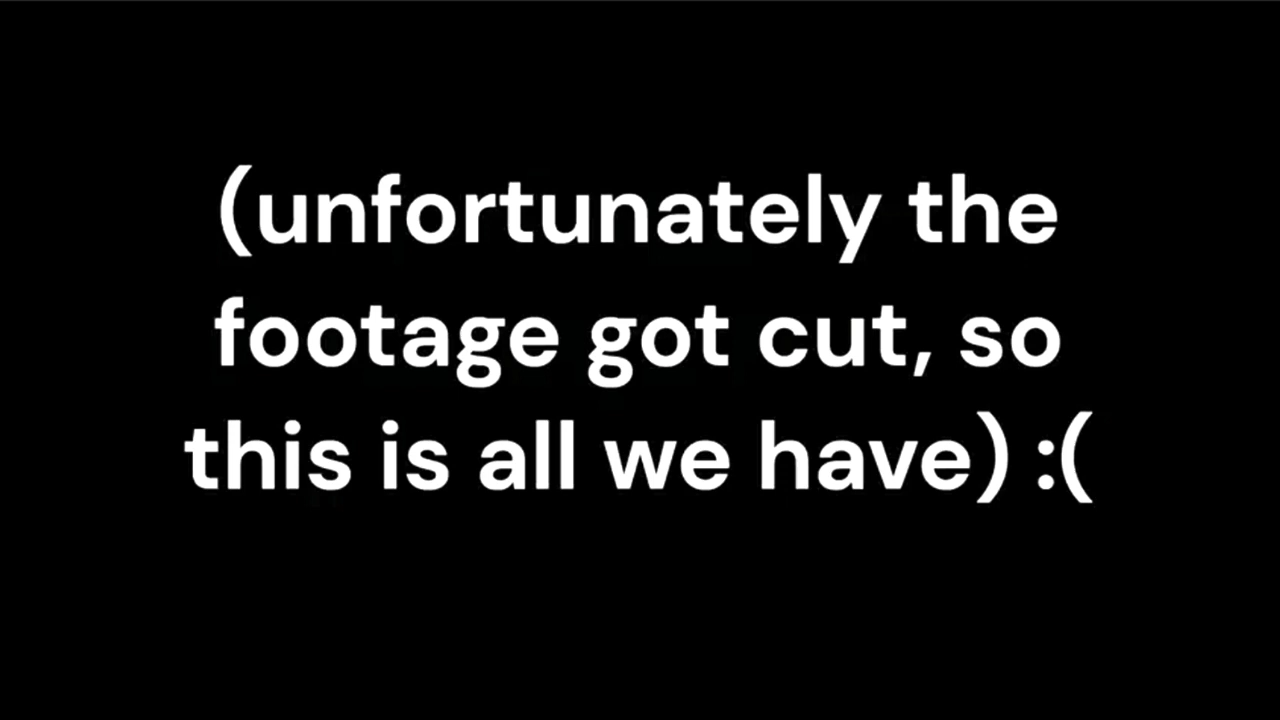 (unfortunately the
footage got cut, so
this is all we have) :(